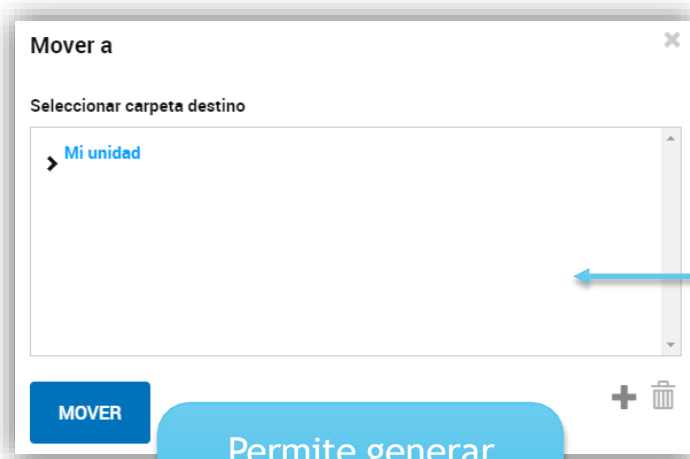 Mover a
Seleccionar carpeta destino
Mi unidad
MOVER
Permite generar